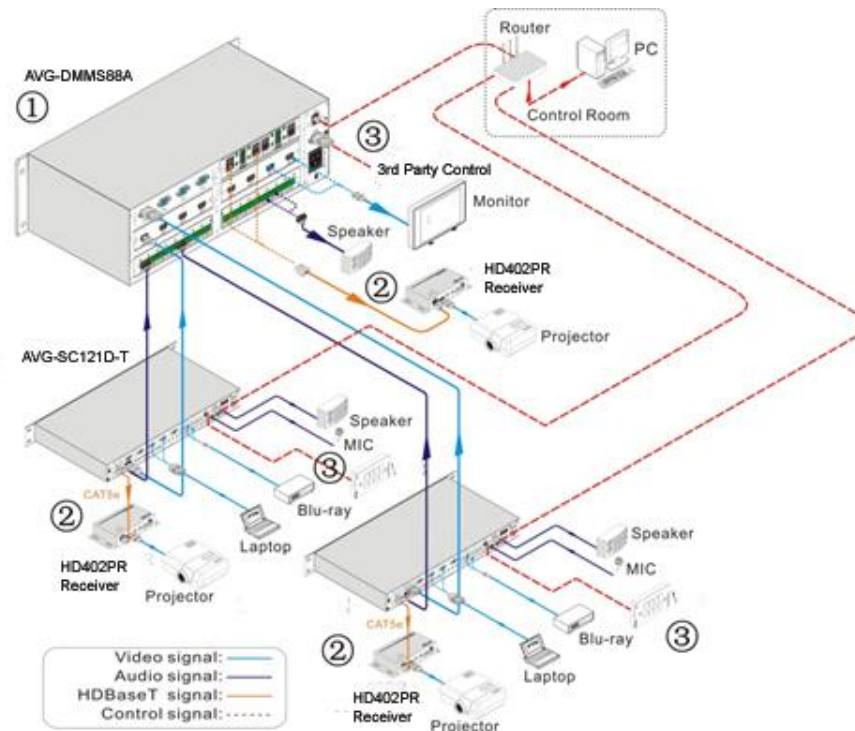 Router
PC
AVG-DMMS88A
①
Control Room
③
3rd Party Control
Monitor
Speaker
②
HD402PR
Receiver
Projector
AVG-SC121D-T
Speaker
MIC
③
CAT5e
Blu-ray
②
Laptop
HD402PR
Receiver
Projector
Speaker
MIC
CAT5e
Blu-ray
③
②
Laptop
HD402PR
Receiver
Projector
Video signal:
Audio signal:
HDBaseT signal:
Control signal: